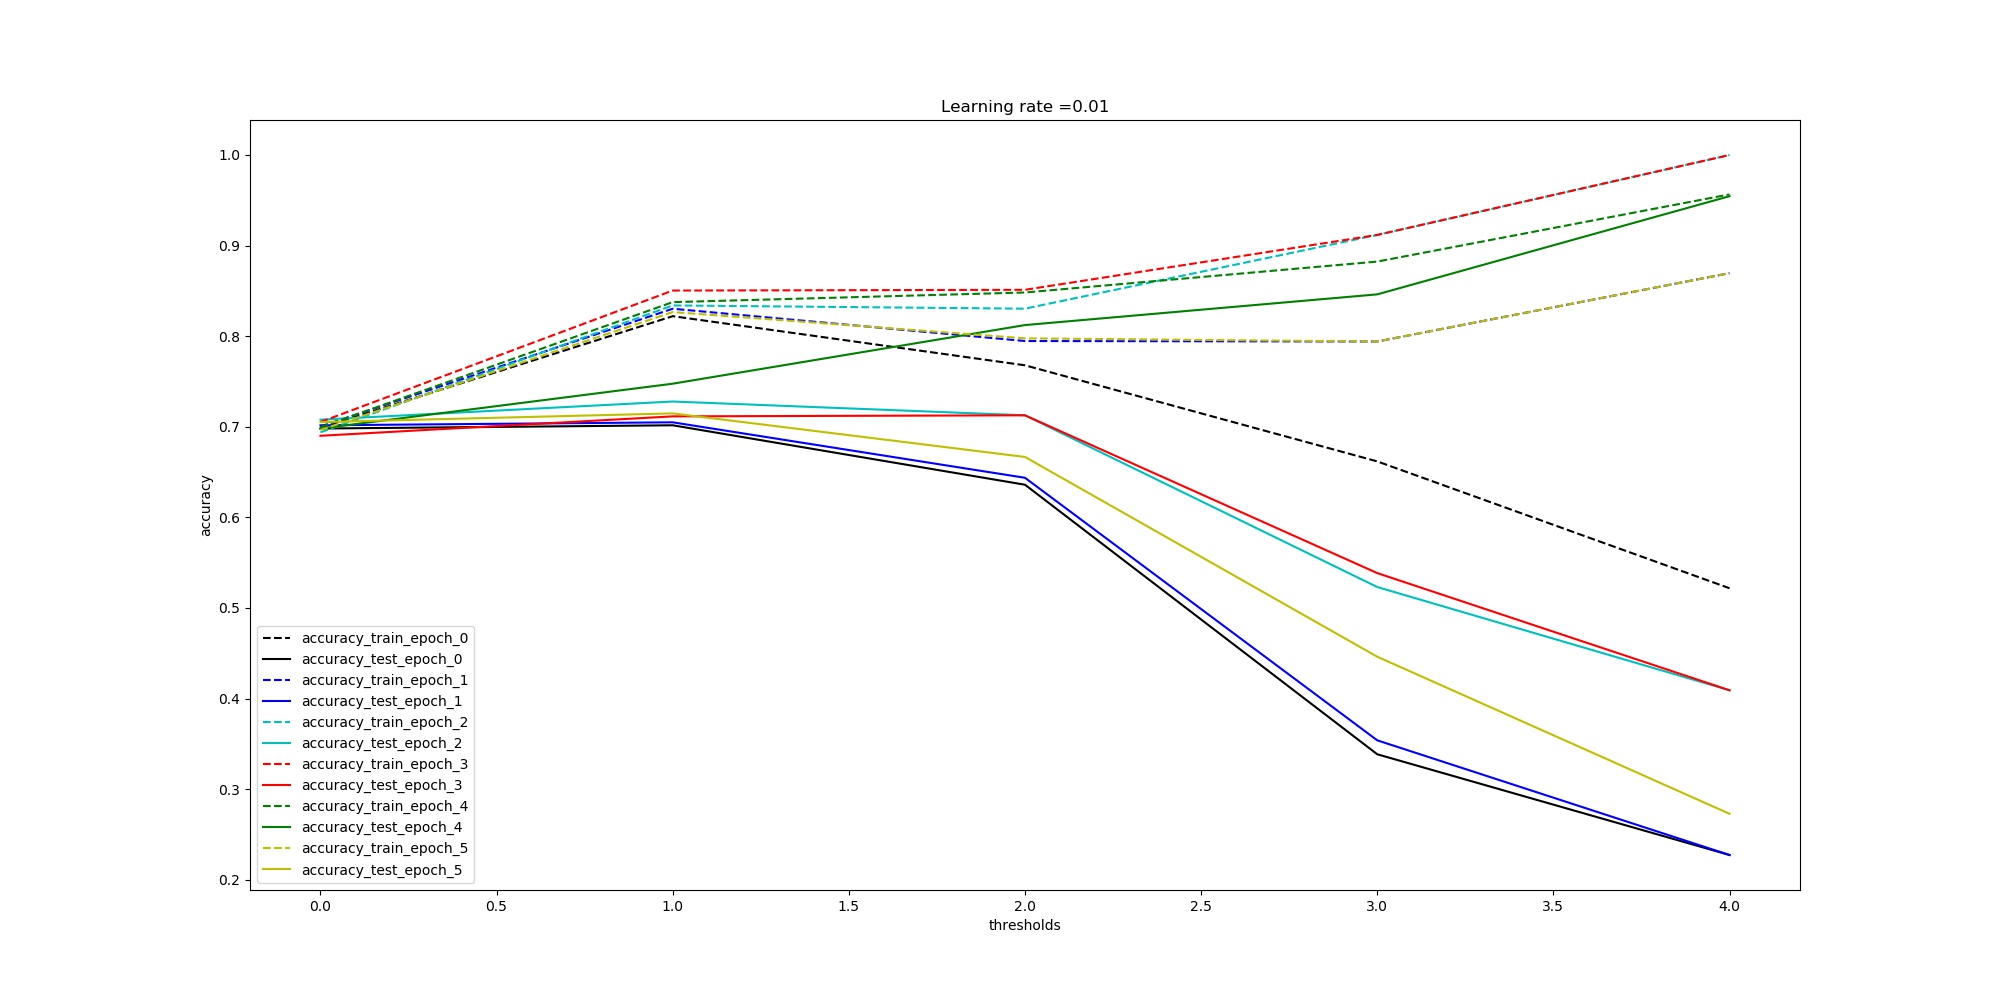 Learning rate =0.01
1.0
0.9
0.8
0.7
0.6
0.5
0.4
0.3
0.2
accuracy
accuracy_train_epoch_0
accuracy_test_epoch_0
accuracy_train_epoch_1
accuracy_test_epoch_1
accuracy_train_epoch_2
accuracy_test_epoch_2
accuracy_train_epoch_3
accuracy_test_epoch_3
accuracy_train_epoch_4
accuracy_test_epoch_4
accuracy_train_epoch_5
accuracy_test_epoch_5
0.0 0.5 1.0 1.5 2.0 2.5 3.0 3.5 4.0
thresholds